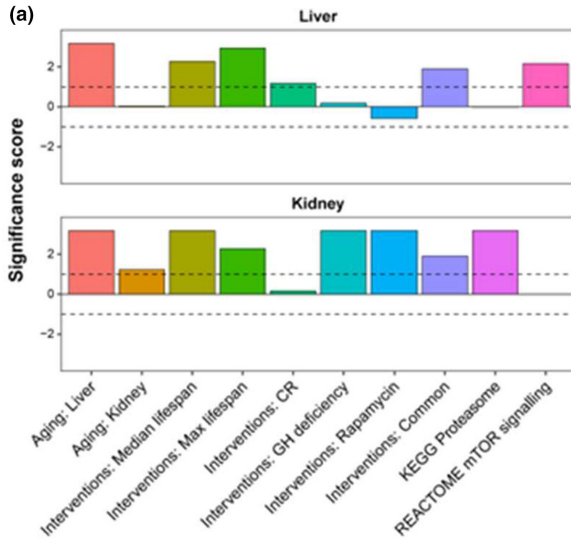 (a)
Liver
2
0
−2
Significance score
Kidney
2
0
−2
Aging: Liver
Aging: Kidney
Interventions: Median lifespan
Interventions: Max lifespan
Interventions: CR
Interventions: GH deficiency
Interventions: Rapamycin
Interventions: Common
KEGG Proteasome
REACTOME mTOR signalling